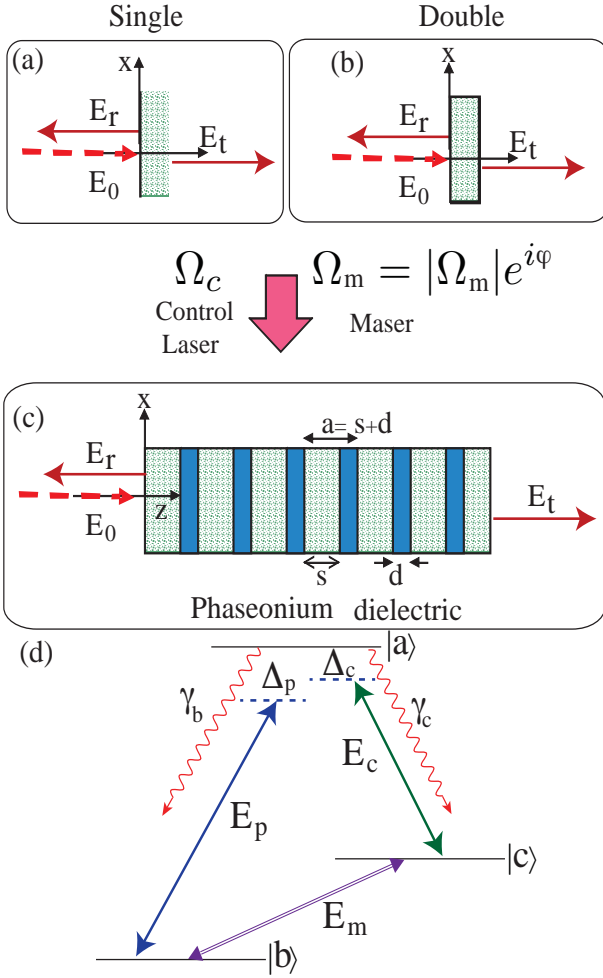 Single Double
(a) x E_r E_t E_0
(b) x E_r E_t E_0
Ω_c Ω_m = |Ω_m|e^{iφ}
Control Laser Maser
(c) x a= s+d
E_r
E_0 z E_t
s d
Phaseonium dielectric
(d) |a⟩
Δ_p Δ_c
γ_b γ_c
E_p E_c
|c⟩
E_m
|b⟩